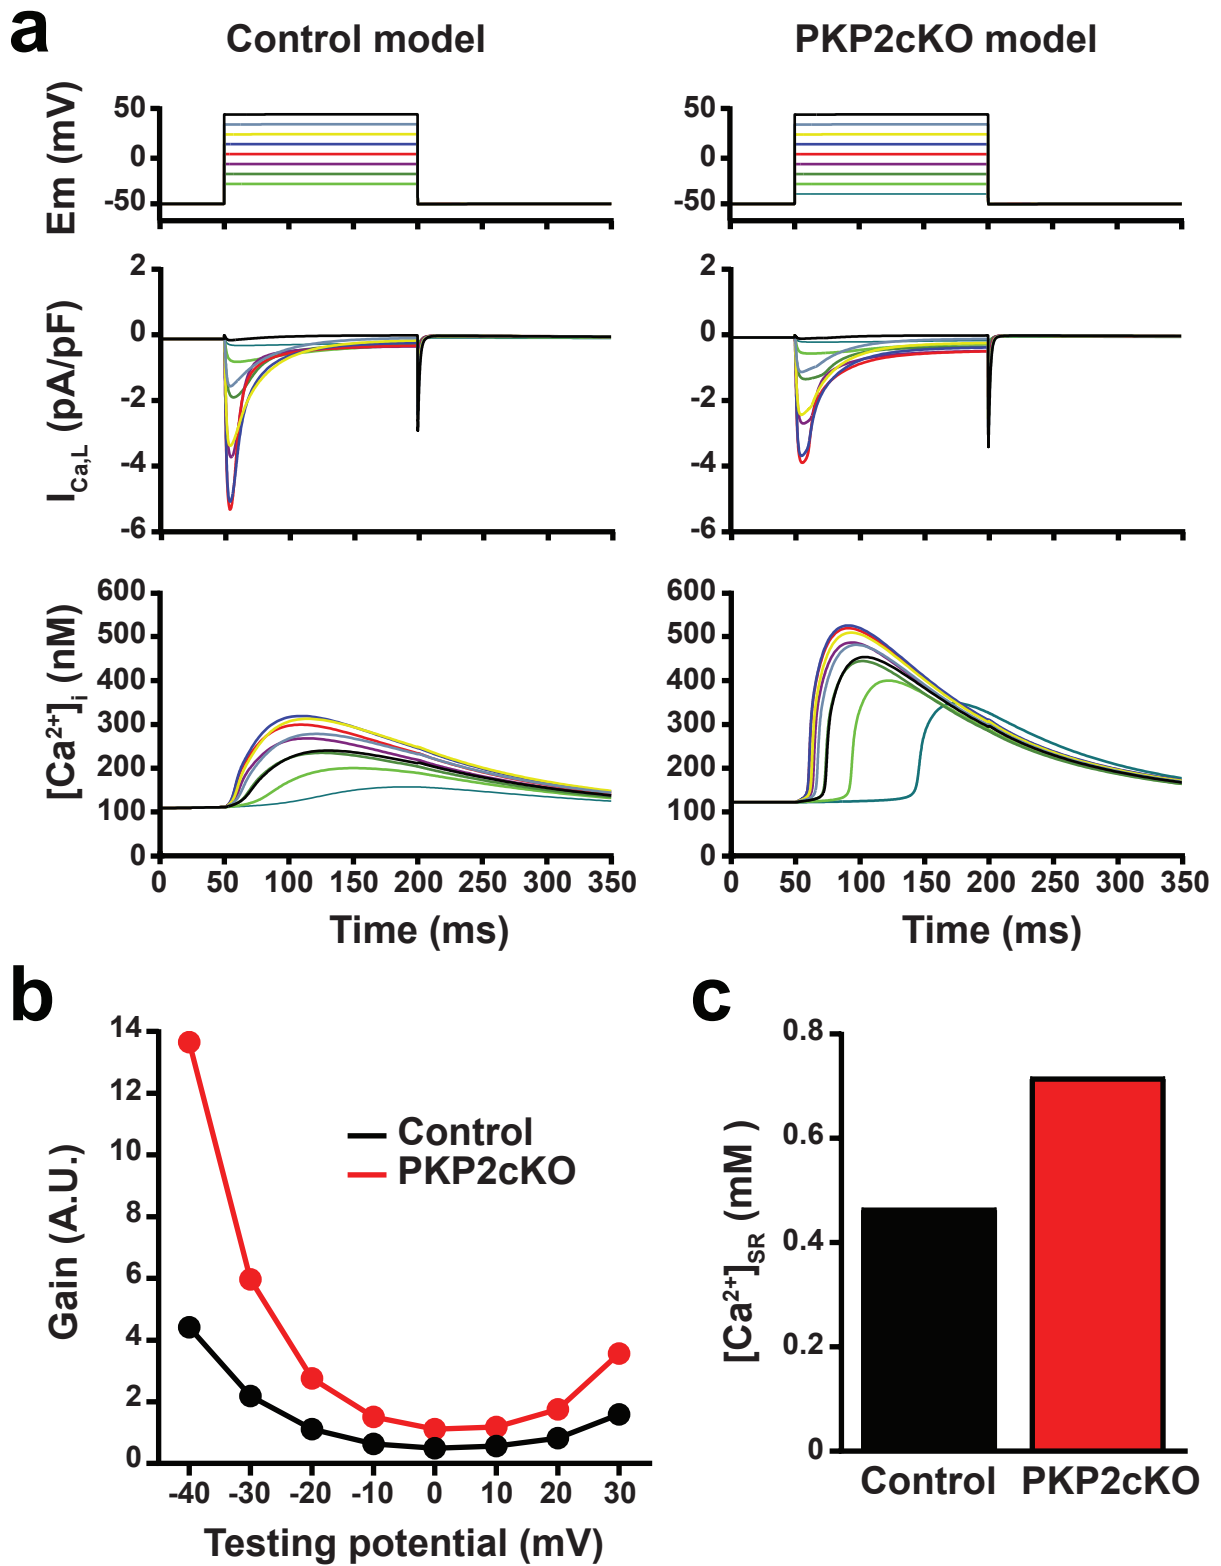 a
Control model
PKP2cKO model
Em (mV)
50
0
-50
50
0
-50
I_Ca,L (pA/pF)
2
0
-2
-4
-6
2
0
-2
-4
-6
[Ca²⁺]_i (nM)
600
500
400
300
200
100
0
600
500
400
300
200
100
0
0 50 100 150 200 250 300 350
0 50 100 150 200 250 300 350
Time (ms)
Time (ms)
b
Gain (A.U.)
14
12
10
8
6
4
2
0
Control
PKP2cKO
-40 -30 -20 -10 0 10 20 30
Testing potential (mV)
c
[Ca²⁺]_SR (mM )
0.8
0.6
0.4
0.2
0
Control PKP2cKO